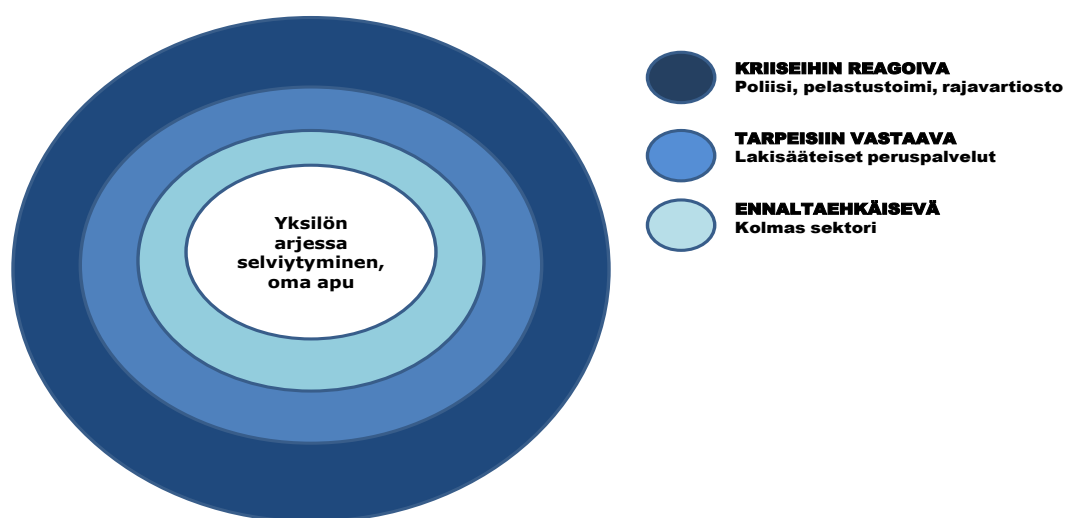 KRIISEIHIN REAGOIVA
Poliisi, pelastustoimi, rajavartiosto
TARPEISIIN VASTAAVA
Lakisääteiset peruspalvelut
ENNALTAEHKÄISEVÄ
Kolmas sektori
Yksilön
arjessa
selviytyminen,
oma apu